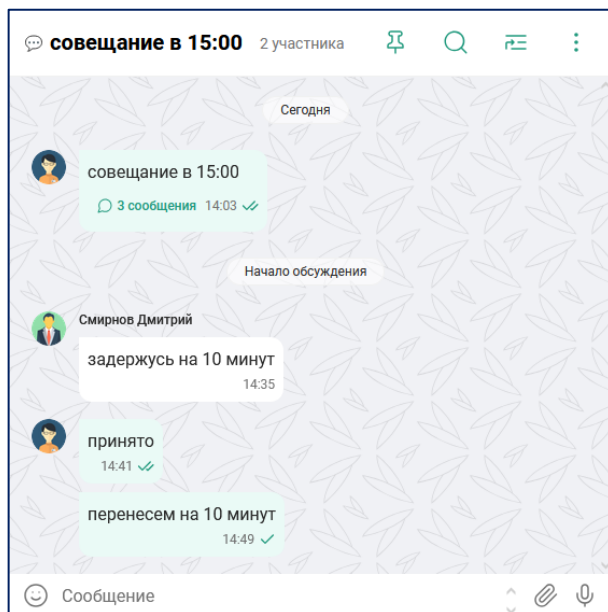 совещание в 15:00 2 участника
Сегодня
совещание в 15:00
3 сообщения 14:03
Начало обсуждения
Смирнов Дмитрий
задержусь на 10 минут
14:35
принято
14:41
перенесем на 10 минут
14:49
Сообщение